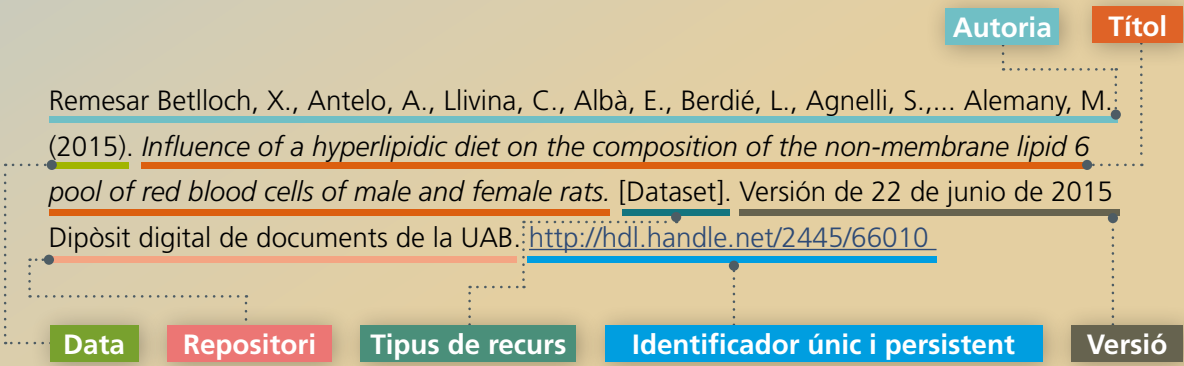 Autoria Títol
Remesar Betlloch, X., Antelo, A., Llivina, C., Albà, E., Berdié, L., Agnelli, S.,... Alemany, M.
(2015). Influence of a hyperlipidic diet on the composition of the non-membrane lipid 6
pool of red blood cells of male and female rats. [Dataset]. Versión de 22 de junio de 2015
Dipòsit digital de documents de la UAB. http://hdl.handle.net/2445/66010
Data Repositori Tipus de recurs Identificador únic i persistent Versió